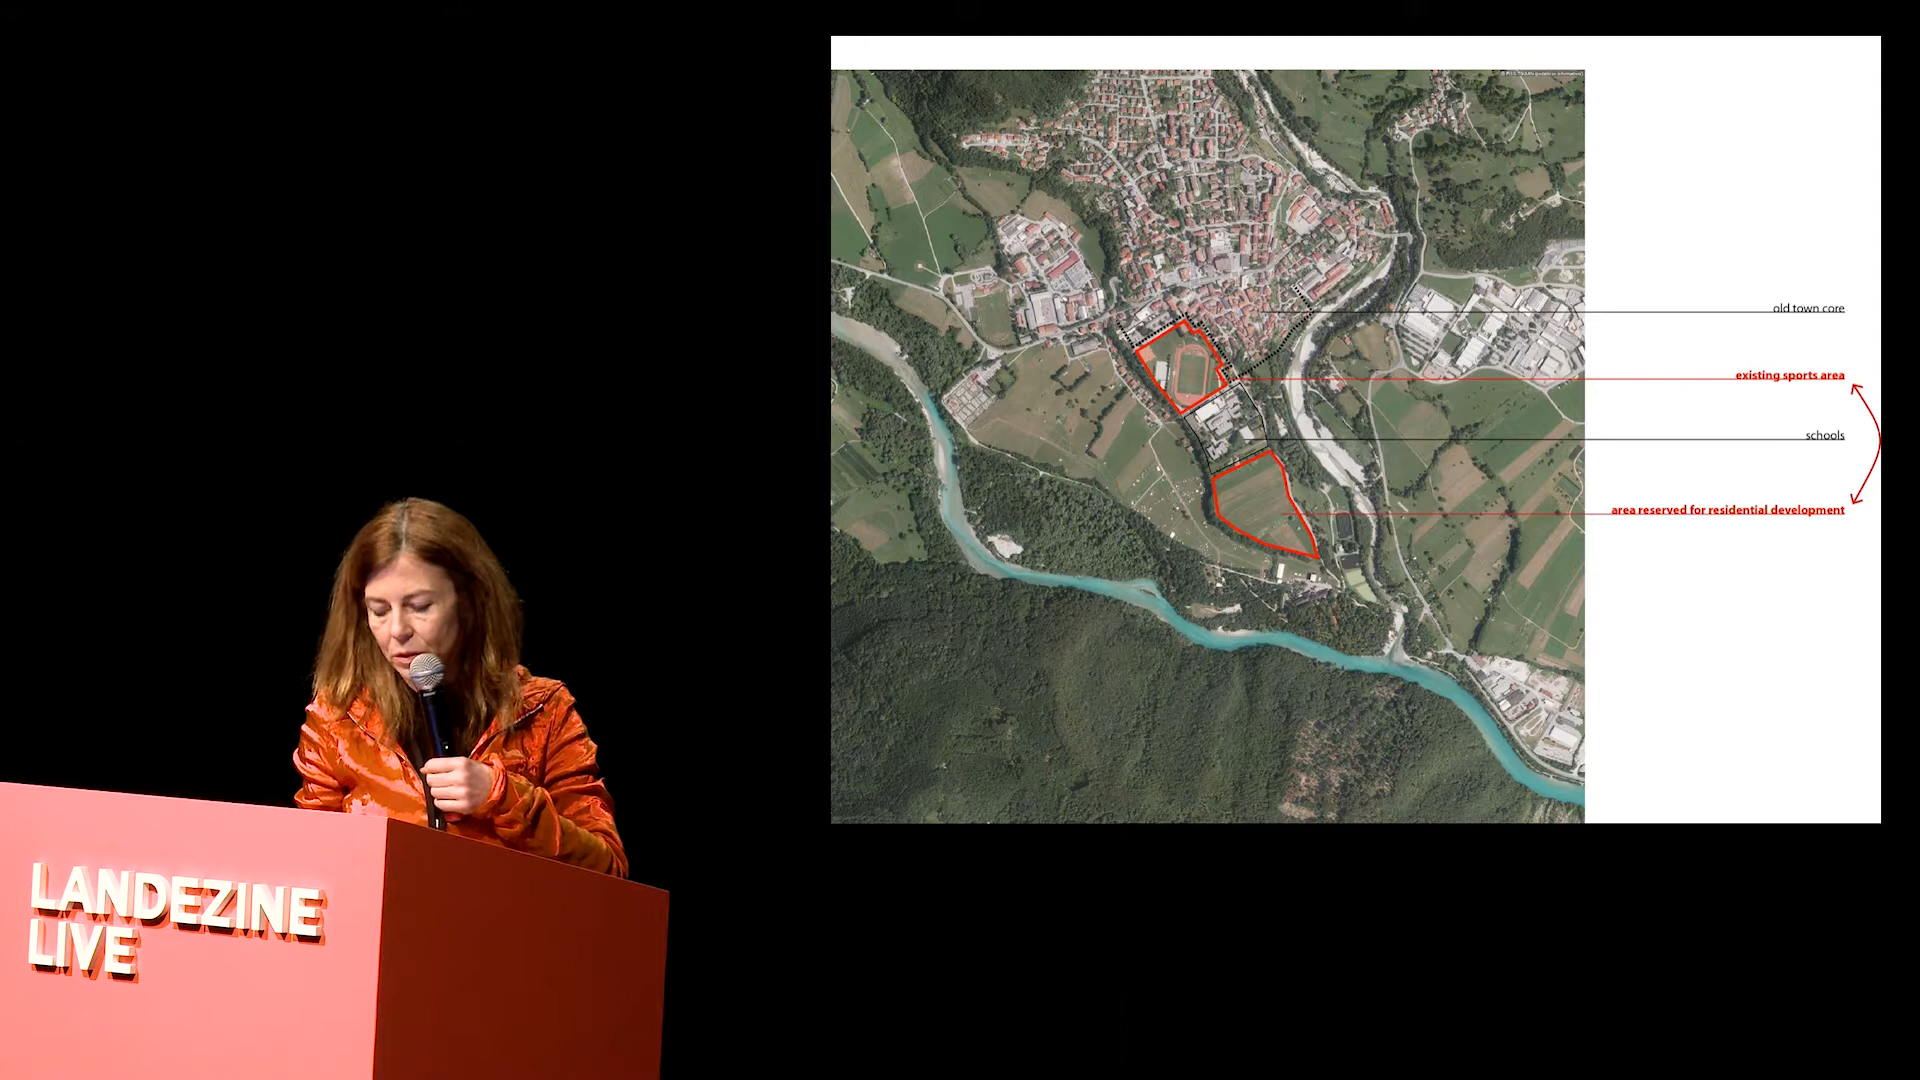 old town core
existing sports area
schools
area reserved for residential development
LANDEZINE
LIVE